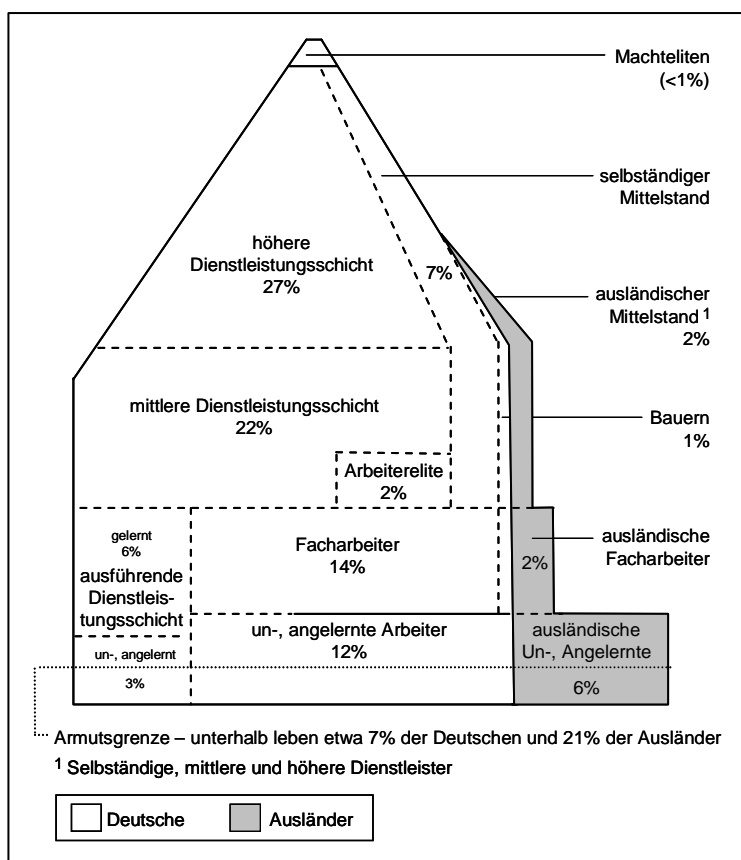 Machteliten
(<1%)
selbständiger
Mittelstand
höhere
Dienstleistungsschicht
27%
7%
ausländischer
Mittelstand 1
2%
mittlere Dienstleistungsschicht
22%
Bauern
1%
Arbeiterelite
2%
gelernt
6%
ausführende
Dienstleis-
tungsschicht
Facharbeiter
14%
2%
ausländische
Facharbeiter
un-, angelernt
3%
un-, angelernte Arbeiter
12%
ausländische
Un-, Angelernte
6%
Armutsgrenze – unterhalb leben etwa 7% der Deutschen und 21% der Ausländer
1 Selbständige, mittlere und höhere Dienstleister
Deutsche
Ausländer